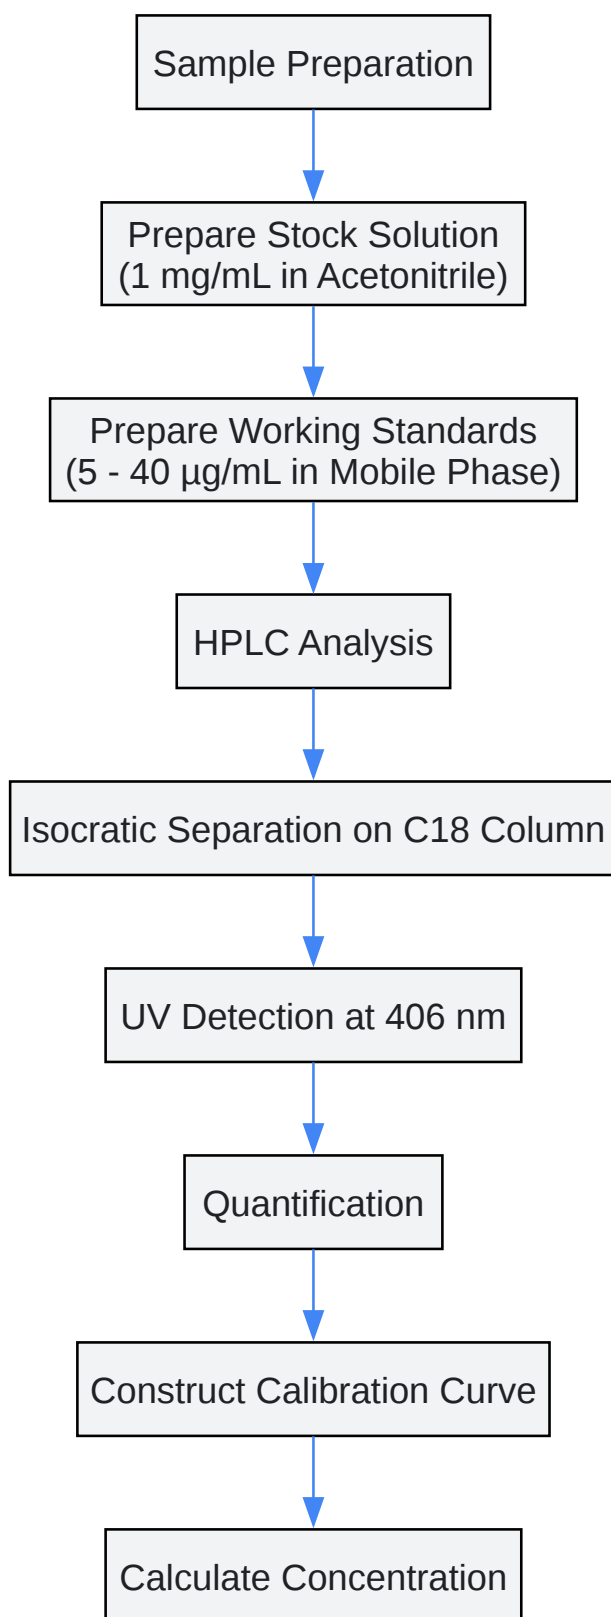 Sample Preparation
Prepare Stock Solution
(1 mg/mL in Acetonitrile)
Prepare Working Standards
(5 - 40 µg/mL in Mobile Phase)
HPLC Analysis
Isocratic Separation on C18 Column
UV Detection at 406 nm
Quantification
Construct Calibration Curve
Calculate Concentration